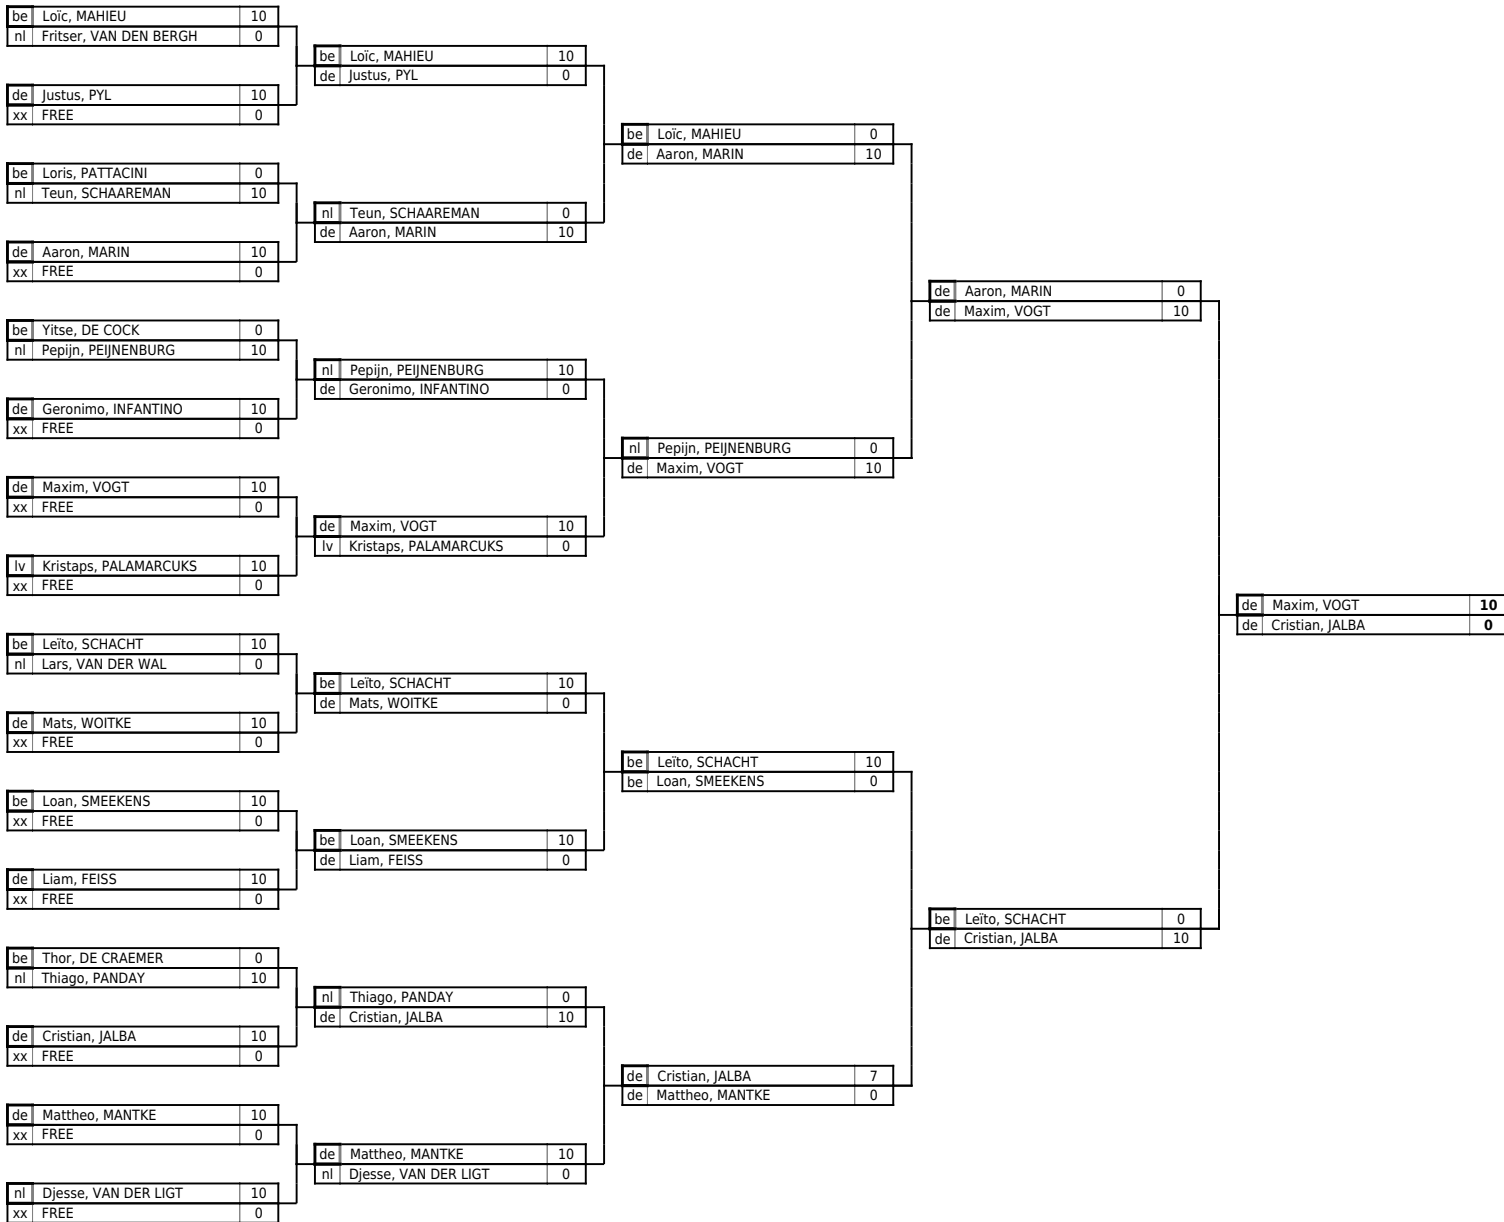 be Loïc, MAHIEU 10
nl Fritser, VAN DEN BERGH 0
de Justus, PYL 10
xx FREE 0
be Loris, PATTACINI 0
nl Teun, SCHAAREMAN 10
de Aaron, MARIN 10
xx FREE 0
be Yitse, DE COCK 0
nl Pepijn, PEIJNENBURG 10
de Geronimo, INFANTINO 10
xx FREE 0
de Maxim, VOGT 10
xx FREE 0
lv Kristaps, PALAMARCUKS 10
xx FREE 0
be Leïto, SCHACHT 10
nl Lars, VAN DER WAL 0
de Mats, WOITKE 10
xx FREE 0
be Loan, SMEEKENS 10
xx FREE 0
de Liam, FEISS 10
xx FREE 0
be Thor, DE CRAEMER 0
nl Thiago, PANDAY 10
de Cristian, JALBA 10
xx FREE 0
de Mattheo, MANTKE 10
xx FREE 0
nl Djesse, VAN DER LIGT 10
xx FREE 0
be Loïc, MAHIEU 10
de Justus, PYL 0
nl Teun, SCHAAREMAN 0
de Aaron, MARIN 10
nl Pepijn, PEIJNENBURG 10
de Geronimo, INFANTINO 0
de Maxim, VOGT 10
lv Kristaps, PALAMARCUKS 0
be Leïto, SCHACHT 10
de Mats, WOITKE 0
be Loan, SMEEKENS 10
de Liam, FEISS 0
nl Thiago, PANDAY 0
de Cristian, JALBA 10
de Mattheo, MANTKE 10
nl Djesse, VAN DER LIGT 0
be Loïc, MAHIEU 0
de Aaron, MARIN 10
nl Pepijn, PEIJNENBURG 0
de Maxim, VOGT 10
be Leïto, SCHACHT 10
be Loan, SMEEKENS 0
de Cristian, JALBA 7
de Mattheo, MANTKE 0
de Aaron, MARIN 0
de Maxim, VOGT 10
be Leïto, SCHACHT 0
de Cristian, JALBA 10
de Maxim, VOGT 10
de Cristian, JALBA 0